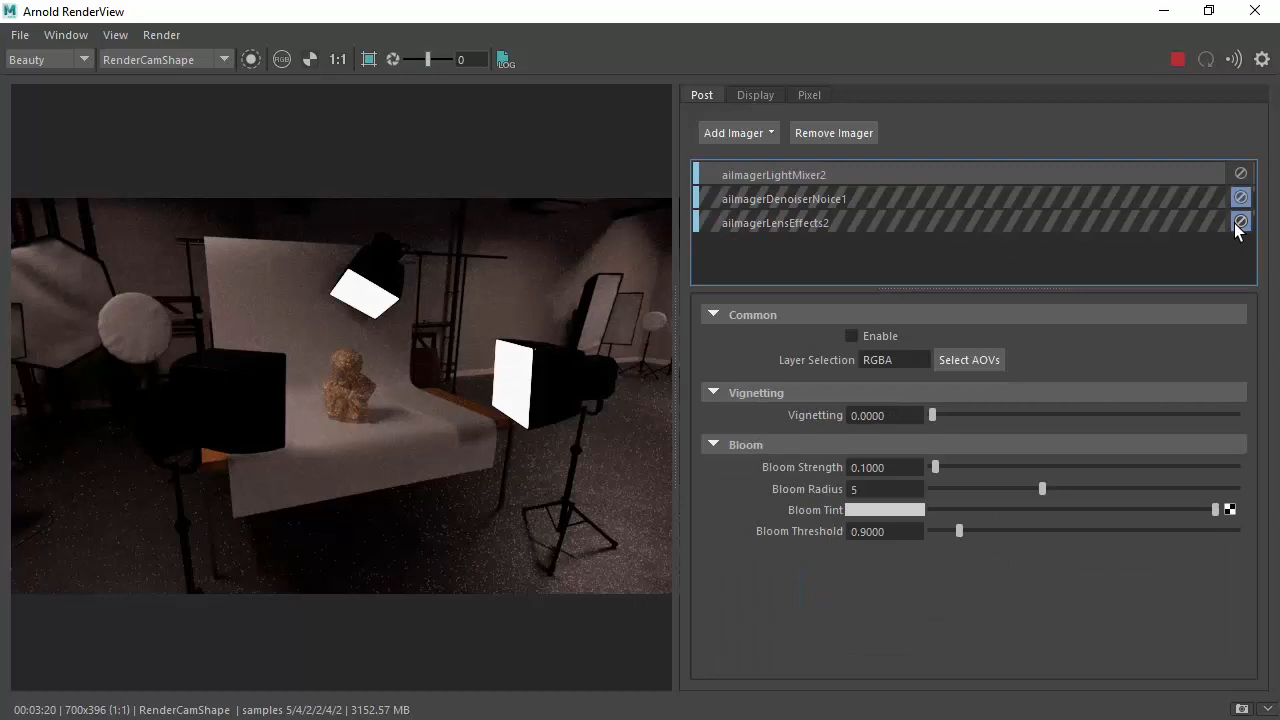 Arnold RenderView
File Window View Render
Beauty RenderCamShape RGB 1:1 0 LOG
Post Display Pixel
Add Imager Remove Imager
aiImagerLightMixer2
aiImagerDenoiserNoice1
aiImagerLensEffects2
Common
Enable
Layer Selection RGBA Select AOVs
Vignetting
Vignetting 0.0000
Bloom
Bloom Strength 0.1000
Bloom Radius 5
Bloom Tint
Bloom Threshold 0.9000
00:03:20 | 700x396 (1:1) | RenderCamShape | samples 5/4/2/2/4/2 | 3152.57 MB